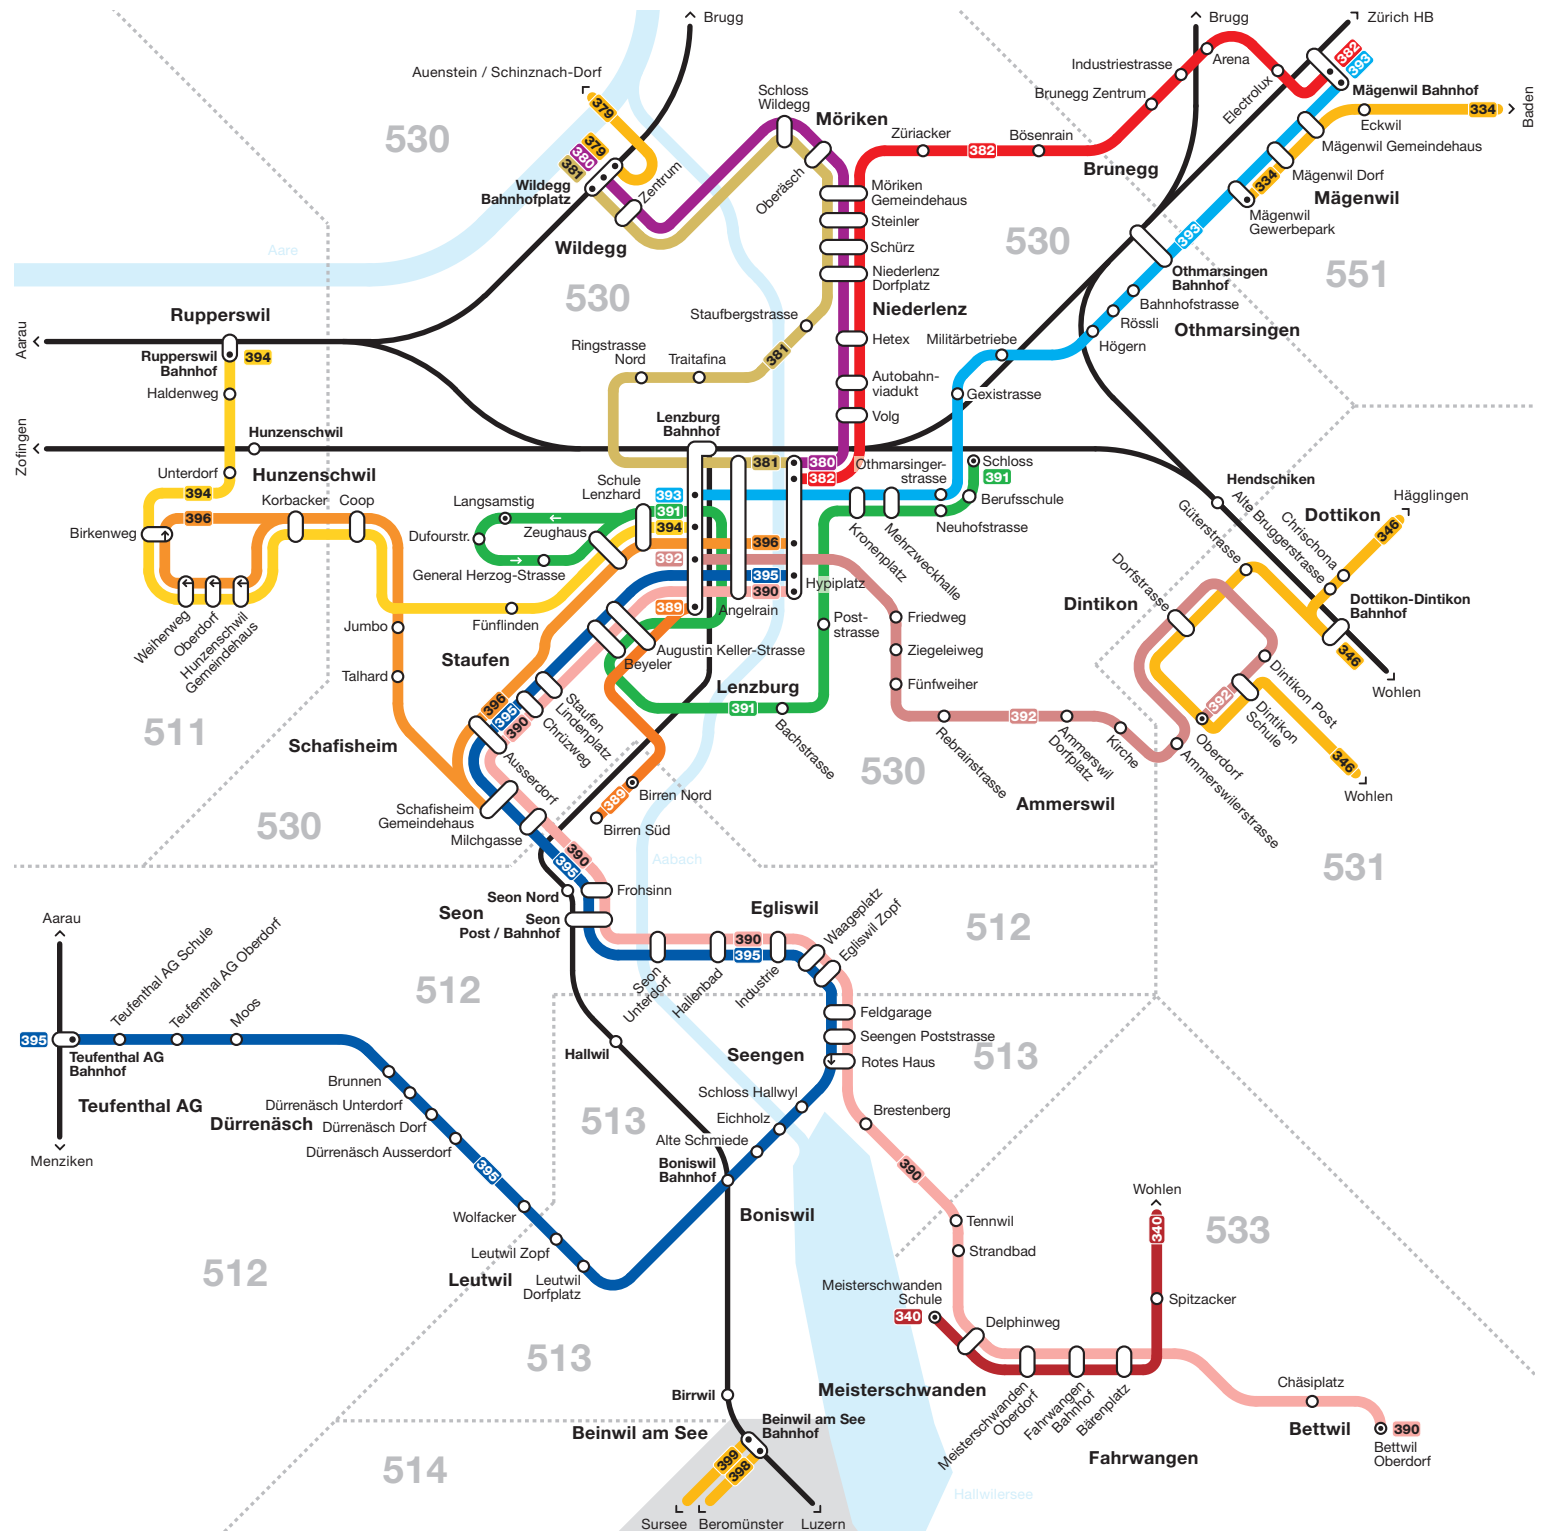 Brugg
Brugg
Zürich HB
Auenstein / Schinznach-Dorf
379
530
379
380
381
Wildegg
Bahnhofplatz
Zentrum
Wildegg
Schloss
Wildegg
Möriken
Oberäsch
Züriacker
382
Bösenrain
Brunegg Zentrum
Industriestrasse
Arena
Electrolux
Brunegg
382
393
Mägenwil Bahnhof
334
Baden
Eckwil
Mägenwil Gemeindehaus
Mägenwil Dorf
334
Mägenwil
Mägenwil
Gewerbepark
Möriken
Gemeindehaus
Steinler
Schürz
Niederlenz
Dorfplatz
Niederlenz
530
393
551
Othmarsingen
Bahnhof
Bahnhofstrasse
Rössli
Othmarsingen
Högern
Aare
530
Rupperswil
Aarau
Rupperswil
Bahnhof
394
Haldenweg
Staufbergstrasse
381
Ringstrasse
Nord
Traitafina
Hetex
Autobahn-
viadukt
Volg
Militärbetriebe
Gexistrasse
Zofingen
Hunzenschwil
Hunzenschwil
Unterdorf
394
396
Birkenweg
Korbacker
Coop
Weiherweg
Oberdorf
Hunzenschwil
Gemeindehaus
Jumbo
Talhard
Lenzburg
Bahnhof
381
380
382
Schule
Lenzhard
393
391
394
396
392
395
390
389
Langsamstig
Zeughaus
Dufourstr.
General Herzog-Strasse
Fünflinden
Othmarsinger-
strasse
Schloss
391
Berufsschule
Neuhofstrasse
Kronenplatz
Mehrzweckhalle
Hypiplatz
Angelrain
Post-
strasse
Augustin Keller-Strasse
Beyeler
Staufen
Lenzburg
391
Bachstrasse
Staufen
Lindenplatz
Chrüzweg
396
395
390
Ausserdorf
Friedweg
Ziegeleiweg
Fünfweiher
392
Rebrainstrasse
Ammerswil
Dorfplatz
Kirche
Ammerswil
Ammerswilerstrasse
530
Hendschiken
Hägglingen
Dottikon
346
Güterstrasse
Alte Bruggerstrasse
Chrischona
Dottikon-Dintikon
Bahnhof
346
Wohlen
Dintikon
Dorfstrasse
Dintikon Post
392
Dintikon
Schule
Oberdorf
346
Wohlen
531
511
Schafisheim
530
Schafisheim
Gemeindehaus
Milchgasse
Birren Nord
389
Birren Süd
390
395
Aabach
Seon Nord
Frohsinn
Seon
Seon
Post / Bahnhof
Egliswil
Waageplatz
Egliswil Zopf
390
395
Seon
Unterdorf
Hallenbad
Industrie
512
512
Aarau
Teufenthal AG Schule
Teufenthal AG Oberdorf
Moos
395
Teufenthal AG
Bahnhof
Teufenthal AG
Menziken
Brunnen
Dürrenäsch Unterdorf
Dürrenäsch
Dürrenäsch Dorf
Dürrenäsch Ausserdorf
395
Hallwil
Seengen
Feldgarage
Seengen Poststrasse
Rotes Haus
513
Schloss Hallwyl
Eichholz
Alte Schmiede
Boniswil
Bahnhof
Boniswil
513
Brestenberg
390
Tennwil
Strandbad
Wolfacker
Leutwil Zopf
Leutwil
Leutwil
Dorfplatz
512
513
Wohlen
340
533
Meisterschwanden
Schule
340
Delphinweg
Spitzacker
Meisterschwanden
Meisterschwanden
Oberdorf
Fahrwangen
Bahnhof
Bärenplatz
Fahrwangen
Chäsiplatz
Bettwil
390
Bettwil
Oberdorf
Birrwil
Beinwil am See
Beinwil am See
Bahnhof
399
398
514
Sursee
Beromünster
Luzern
Hallwilersee